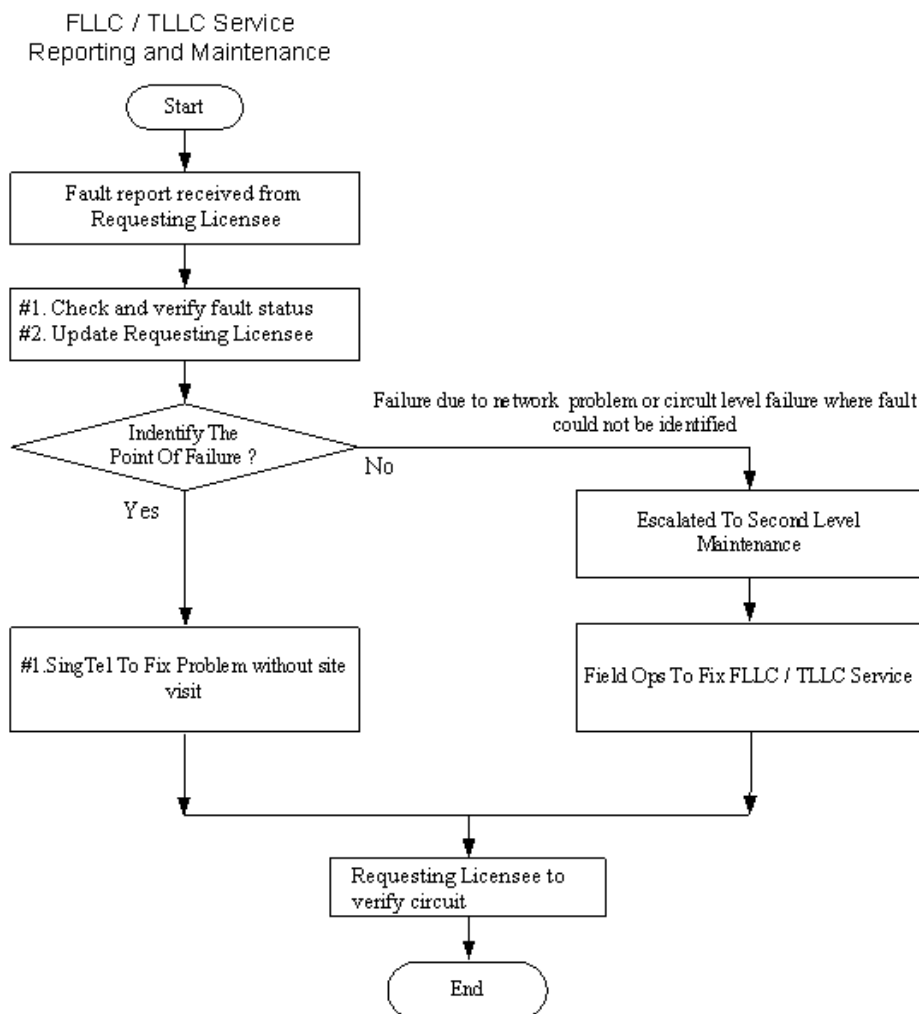 FLLC / TLLC Service
Reporting and Maintenance
Start
Fault report received from
Requesting Licensee
#1. Check and verify fault status
#2. Update Requesting Licensee
Failure due to network problem or circult level failure where fault
could not be identified
Indentify The
Point Of Failure ?
No
Yes
Escalated To Second Level
Maintenance
#1.SingTel To Fix Problem without site
visit
Field Ops To Fix FLLC / TLLC Service
Requesting Licensee to
verify circuit
End